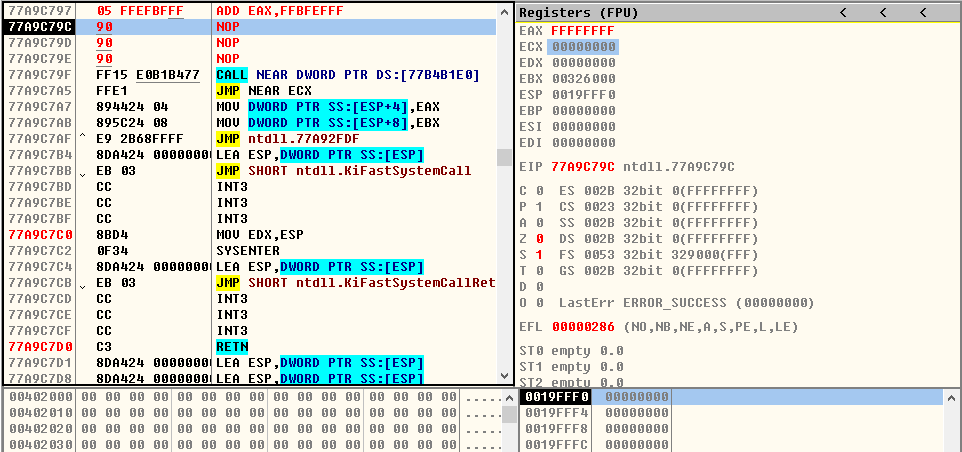 77A9C797 05 FFEFBFFF ADD EAX,FFBFEFFF
77A9C79C 90 NOP
77A9C79D 90 NOP
77A9C79E 90 NOP
77A9C79F FF15 E0B1B477 CALL NEAR DWORD PTR DS:[77B4B1E0]
77A9C7A5 FFE1 JMP NEAR ECX
77A9C7A7 894424 04 MOV DWORD PTR SS:[ESP+4],EAX
77A9C7AB 895C24 08 MOV DWORD PTR SS:[ESP+8],EBX
77A9C7AF ^ E9 2B68FFFF JMP ntdll.77A92FDF
77A9C7B4 8DA424 0000000 LEA ESP,DWORD PTR SS:[ESP]
77A9C7BB EB 03 JMP SHORT ntdll.KiFastSystemCall
77A9C7BD CC INT3
77A9C7BE CC INT3
77A9C7BF CC INT3
77A9C7C0 8BD4 MOV EDX,ESP
77A9C7C2 0F34 SYSENTER
77A9C7C4 8DA424 0000000 LEA ESP,DWORD PTR SS:[ESP]
77A9C7CB EB 03 JMP SHORT ntdll.KiFastSystemCallRet
77A9C7CD CC INT3
77A9C7CE CC INT3
77A9C7CF CC INT3
77A9C7D0 C3 RETN
77A9C7D1 8DA424 0000000 LEA ESP,DWORD PTR SS:[ESP]
77A9C7D8 8DA424 0000000 LEA ESP,DWORD PTR SS:[ESP]
Registers (FPU) < < <
EAX FFFFFFFF
ECX 00000000
EDX 00000000
EBX 00326000
ESP 0019FFF0
EBP 00000000
ESI 00000000
EDI 00000000
EIP 77A9C79C ntdll.77A9C79C
C 0 ES 002B 32bit 0(FFFFFFFF)
P 1 CS 0023 32bit 0(FFFFFFFF)
A 0 SS 002B 32bit 0(FFFFFFFF)
Z 0 DS 002B 32bit 0(FFFFFFFF)
S 1 FS 0053 32bit 329000(FFF)
T 0 GS 002B 32bit 0(FFFFFFFF)
D 0
O 0 LastErr ERROR_SUCCESS (00000000)
EFL 00000286 (NO,NB,NE,A,S,PE,L,LE)
ST0 empty 0.0
ST1 empty 0.0
ST2 empty 0.0
00402000 00 00 00 00 00 00 00 00 00 00 00 00 00 00 00 00 .....
00402010 00 00 00 00 00 00 00 00 00 00 00 00 00 00 00 00 .....
00402020 00 00 00 00 00 00 00 00 00 00 00 00 00 00 00 00 .....
00402030 00 00 00 00 00 00 00 00 00 00 00 00 00 00 00 00 .....
0019FFF0 00000000
0019FFF4 00000000
0019FFF8 00000000
0019FFFC 00000000